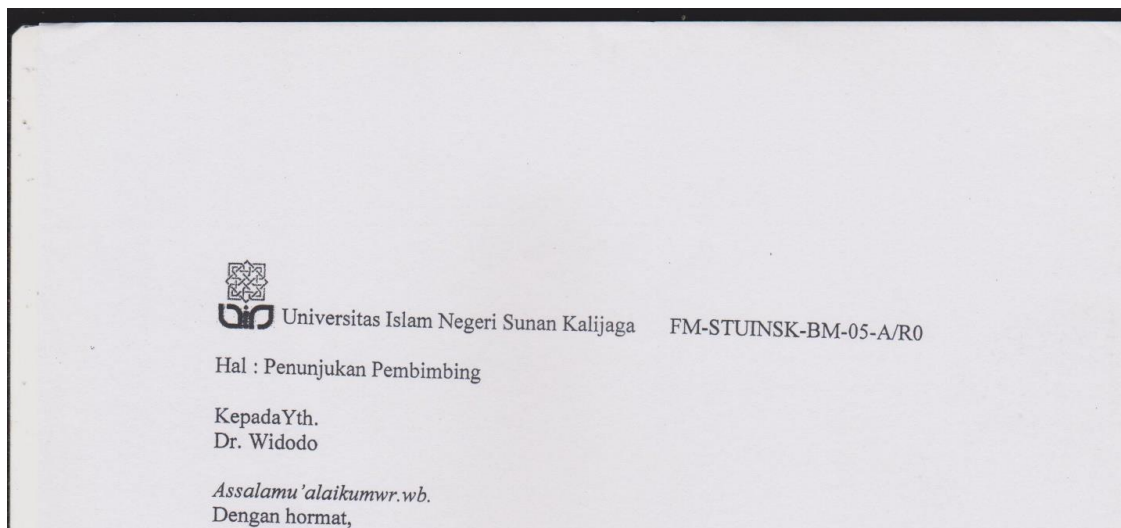 Universitas Islam Negeri Sunan Kalijaga FM-STUINSK-BM-05-A/R0
Hal : Penunjukan Pembimbing
KepadaYth.
Dr. Widodo
Assalamu'alaikumwr.wb.
Dengan hormat,